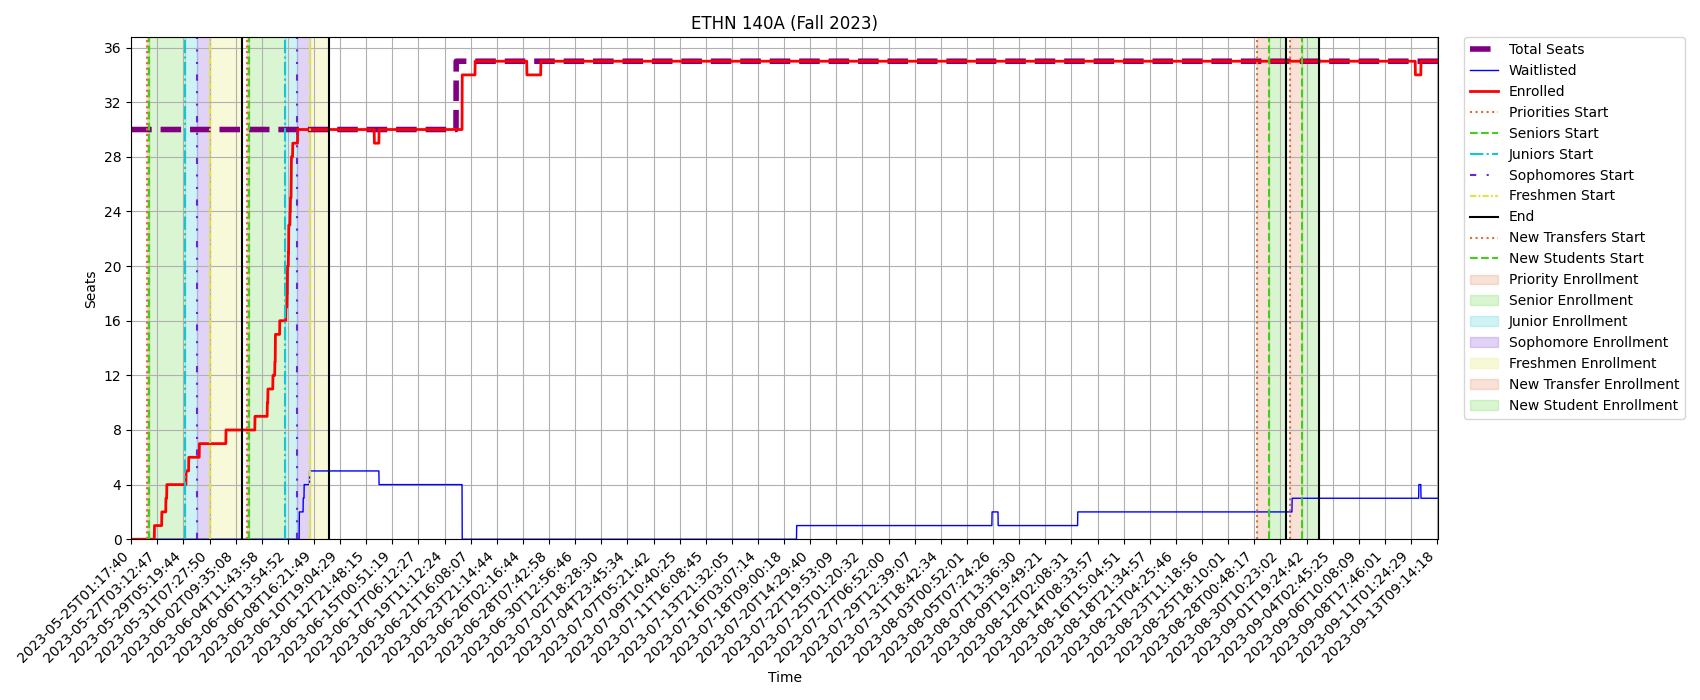 ETHN 140A (Fall 2023)
Seats
36
32
28
24
20
16
12
8
4
0
2023-05-25T01:17:40
2023-05-27T03:12:47
2023-05-29T05:19:44
2023-05-31T07:27:50
2023-06-02T09:35:08
2023-06-04T11:43:58
2023-06-06T13:54:52
2023-06-08T16:21:49
2023-06-10T19:04:29
2023-06-12T21:48:15
2023-06-15T00:51:19
2023-06-17T06:12:27
2023-06-19T11:12:24
2023-06-21T16:08:07
2023-06-23T21:14:44
2023-06-26T02:16:44
2023-06-28T07:42:58
2023-06-30T12:56:46
2023-07-02T18:28:30
2023-07-04T23:45:34
2023-07-07T05:21:42
2023-07-09T10:40:25
2023-07-11T16:08:45
2023-07-13T21:32:05
2023-07-16T03:07:14
2023-07-18T09:00:18
2023-07-20T14:29:40
2023-07-22T19:53:09
2023-07-25T01:20:32
2023-07-27T06:52:00
2023-07-29T12:39:07
2023-07-31T18:42:34
2023-08-03T00:52:01
2023-08-05T07:24:26
2023-08-07T13:36:30
2023-08-09T19:49:21
2023-08-12T02:08:31
2023-08-14T08:33:57
2023-08-16T15:04:51
2023-08-18T21:34:57
2023-08-21T04:25:46
2023-08-23T11:18:56
2023-08-25T18:10:01
2023-08-28T00:48:17
2023-08-30T10:23:02
2023-09-01T19:24:42
2023-09-04T02:45:25
2023-09-06T10:08:09
2023-09-08T17:46:01
2023-09-11T01:24:29
2023-09-13T09:14:18
Time
Total Seats
Waitlisted
Enrolled
Priorities Start
Seniors Start
Juniors Start
Sophomores Start
Freshmen Start
End
New Transfers Start
New Students Start
Priority Enrollment
Senior Enrollment
Junior Enrollment
Sophomore Enrollment
Freshmen Enrollment
New Transfer Enrollment
New Student Enrollment